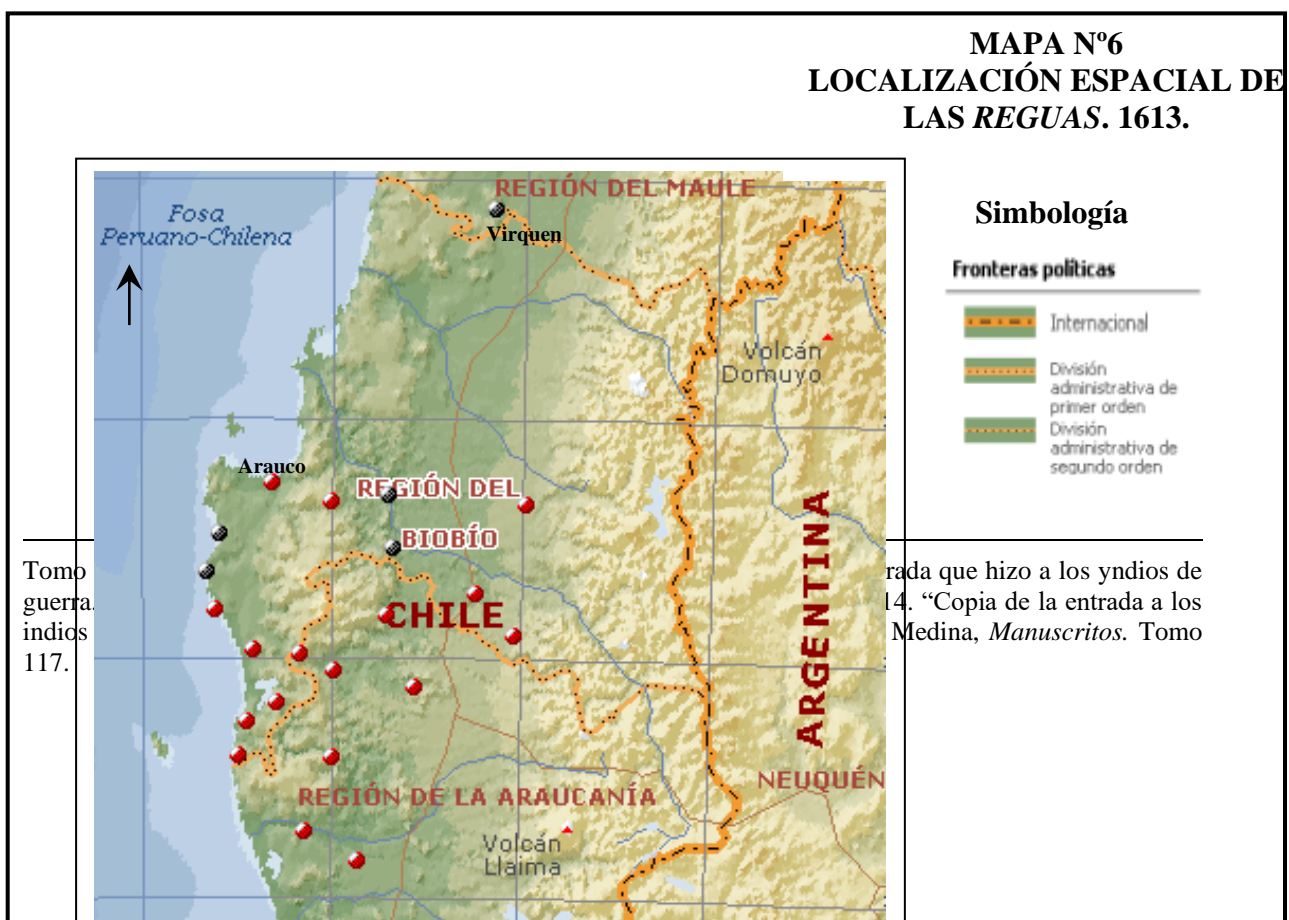 MAPA Nº6
LOCALIZACIÓN ESPACIAL DE
LAS REGUAS. 1613.
REGIÓN DEL MAULE
Fosa
Peruano-Chilena
Virquen
Volcán
Domuyo
Arauco
REGIÓN DEL
BIOBÍO
CHILE
ARGENTINA
NEUQUÉN
REGIÓN DE LA ARAUCANÍA
Volcán
Llaima
Simbología
Fronteras políticas
Internacional
División
administrativa de
primer orden
División
administrativa de
segundo orden
Tomo rada que hizo a los yndios de
guerra. 14. “Copia de la entrada a los
indios Medina, Manuscritos. Tomo
117.